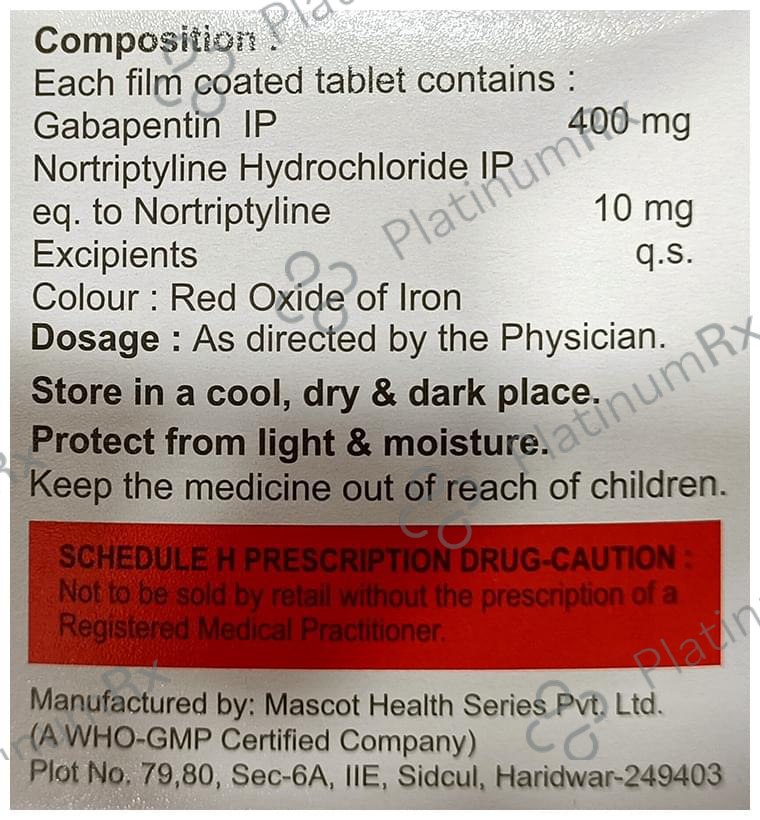 Composition :
Each film coated tablet contains :
Gabapentin IP 400 mg
Nortriptyline Hydrochloride IP
eq. to Nortriptyline 10 mg
Excipients q.s.
Colour : Red Oxide of Iron
Dosage : As directed by the Physician.
Store in a cool, dry & dark place.
Protect from light & moisture.
Keep the medicine out of reach of children.
SCHEDULE H PRESCRIPTION DRUG-CAUTION :
Not to be sold by retail without the prescription of a
Registered Medical Practitioner.
Manufactured by: Mascot Health Series Pvt. Ltd.
(A WHO-GMP Certified Company)
Plot No. 79,80, Sec-6A, IIE, Sidcul, Haridwar-249403
PlatinumRx
PlatinumRx